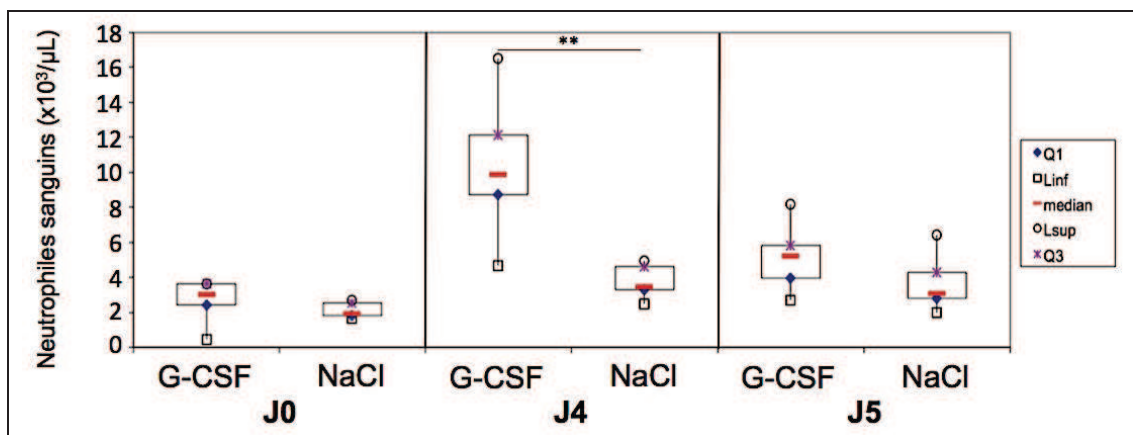 Neutrophiles sanguins (x10³/µL)
18
16
14
12
10
8
6
4
2
0
**
G-CSF NaCl G-CSF NaCl G-CSF NaCl
J0 J4 J5
Q1
Linf
median
Lsup
Q3